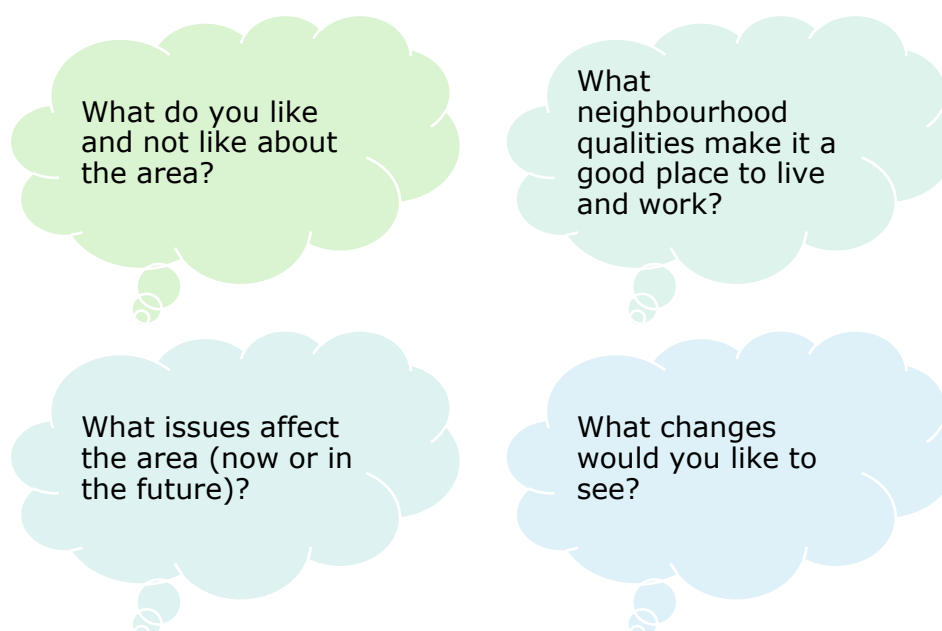 What do you like
and not like about
the area?
What
neighbourhood
qualities make it a
good place to live
and work?
What issues affect
the area (now or in
the future)?
What changes
would you like to
see?